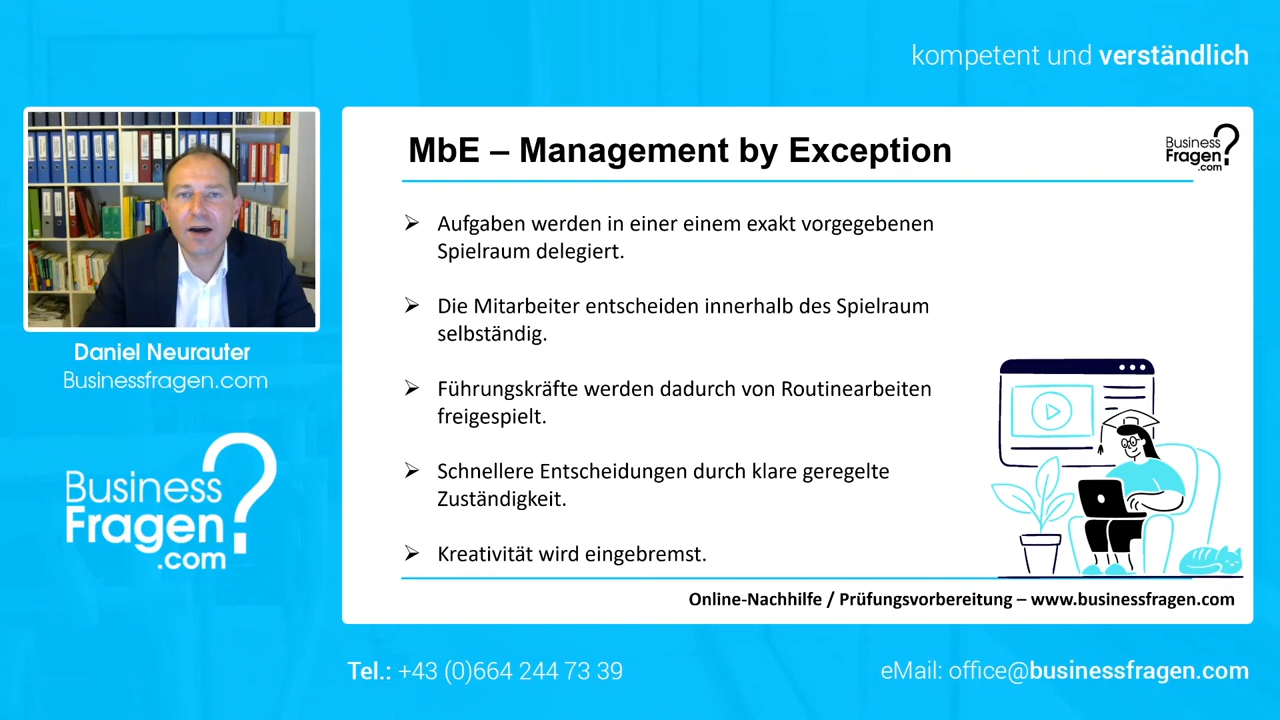 kompetent und verständlich
MbE – Management by Exception
Business
Fragen
.com
Aufgaben werden in einer einem exakt vorgegebenen
Spielraum delegiert.
Die Mitarbeiter entscheiden innerhalb des Spielraum
selbständig.
Führungskräfte werden dadurch von Routinearbeiten
freigespielt.
Schnellere Entscheidungen durch klare geregelte
Zuständigkeit.
Kreativität wird eingebremst.
Online-Nachhilfe / Prüfungsvorbereitung – www.businessfragen.com
Daniel Neurauter
Businessfragen.com
Business
Fragen?
.com
Tel.: +43 (0)664 244 73 39
eMail: office@businessfragen.com